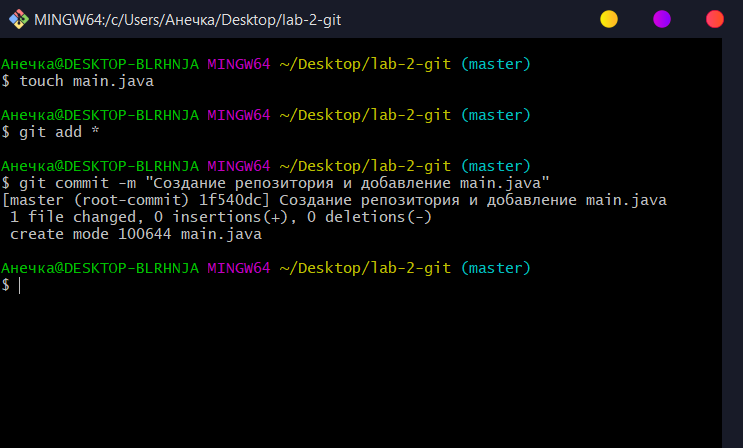 MINGW64:/c/Users/Анечка/Desktop/lab-2-git
Анечка@DESKTOP-BLRHNJA MINGW64 ~/Desktop/lab-2-git (master)
$ touch main.java
Анечка@DESKTOP-BLRHNJA MINGW64 ~/Desktop/lab-2-git (master)
$ git add *
Анечка@DESKTOP-BLRHNJA MINGW64 ~/Desktop/lab-2-git (master)
$ git commit -m "Создание репозитория и добавление main.java"
[master (root-commit) 1f540dc] Создание репозитория и добавление main.java
 1 file changed, 0 insertions(+), 0 deletions(-)
 create mode 100644 main.java
Анечка@DESKTOP-BLRHNJA MINGW64 ~/Desktop/lab-2-git (master)
$